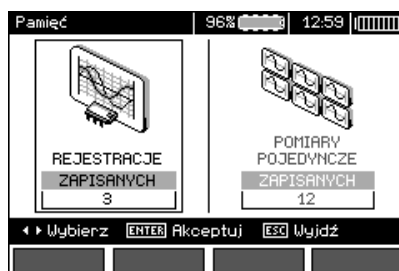 Pamięć 96% 12:59
REJESTRACJE
ZAPISANYCH
3
POMIARY
POJEDYNCZE
ZAPISANYCH
12
Wybierz ENTER Akceptuj ESC Wyjdź